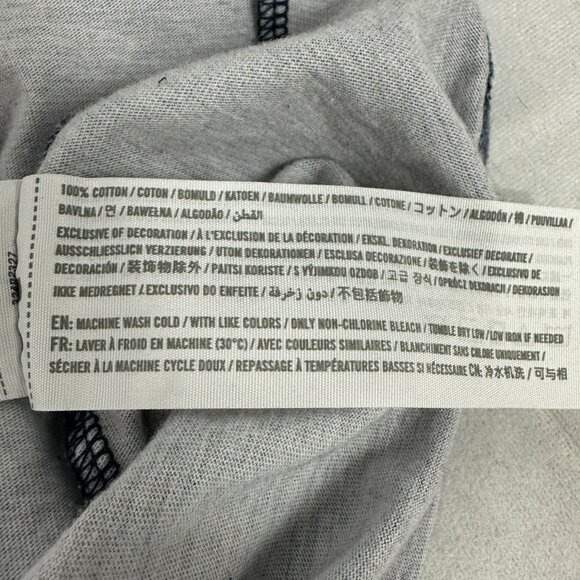 100% COTTON / COTON / BOMULD / KATOEN / BAUMWOLLE / BOMULL / COTONE / コットン / ALGODÓN / 棉 / PUUVILLAA /
BAVLNA / 면 / BAWEŁNA / ALGODÃO / القطن
EXCLUSIVE OF DECORATION / À L'EXCLUSION DE LA DÉCORATION / EKSKL. DEKORATION / EXCLUSIEF DECORATIE /
AUSSCHLIESSLICH VERZIERUNG / UTOM DEKORATIONEN / ESCLUSA DECORAZIONE / 装飾を除く / EXCLUSIVO DE
DECORACIÓN / 装饰物除外 / PAITSI KORISTE / S VÝJIMKOU OZDOB / 고급 장식 / OPRÓCZ DEKORACJI / DEKORASJON
IKKE MEDREGNET / EXCLUSIVO DO ENFEITE / دون زخرفة / 不包括飾物
EN: MACHINE WASH COLD / WITH LIKE COLORS / ONLY NON-CHLORINE BLEACH / TUMBLE DRY LOW / LOW IRON IF NEEDED
FR: LAVER À FROID EN MACHINE (30°C) / AVEC COULEURS SIMILAIRES / BLANCHIMENT SANS CHLORE UNIQUEMENT /
SÉCHER À LA MACHINE CYCLE DOUX / REPASSAGE À TEMPÉRATURES BASSES SI NÉCESSAIRE CN: 冷水机洗 / 可与相